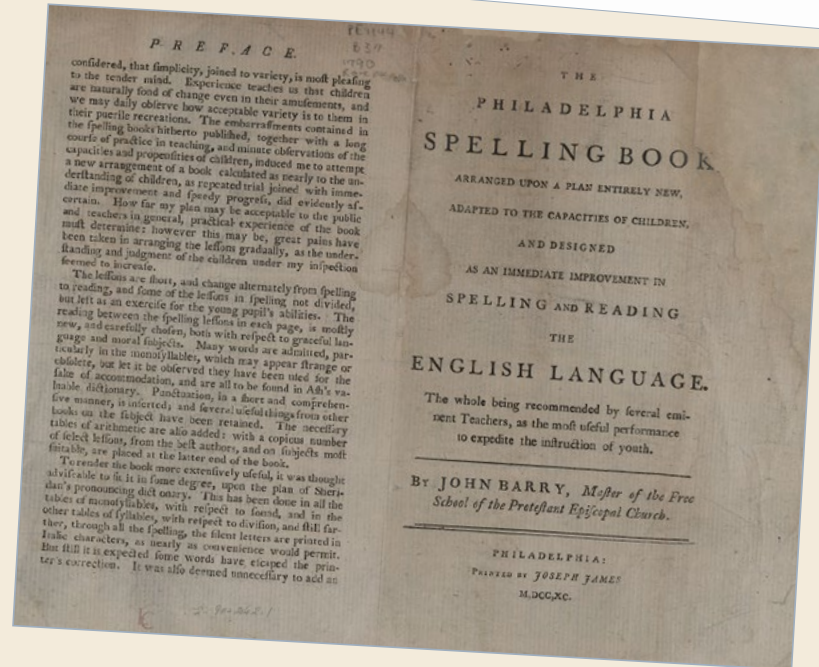 P R E F A C E.
conſidered, that ſimplicity, joined to variety, is moſt pleaſing
to the tender mind. Experience teaches us that children
are naturally fond of change even in their amuſements, and
we may daily obſerve how acceptable variety is to them in
their puerile recreations. The embarraſſments contained in
the ſpelling books hitherto publiſhed, together with a long
courſe of practice in teaching, and minute obſervations of the
capacities and propenſities of children, induced me to attempt
a new arrangement of a book calculated as nearly to the un-
derſtanding of children, as repeated trial joined with imme-
diate improvement and ſpeedy progreſs, did evidently aſ-
certain. How far my plan may be acceptable to the public
and teachers in general, practical experience of the book
muſt determine: however this may be, great pains have
been taken in arranging the leſſons gradually, as the under-
ſtanding and judgment of the children under my inſpection
ſeemed to increaſe.
The leſſons are ſhort, and change alternately from ſpelling
to reading, and ſome of the leſſons in ſpelling not divided,
but left as an exerciſe for the young pupil's abilities. The
reading between the ſpelling leſſons in each page, is moſtly
new, and carefully choſen, both with reſpect to graceful lan-
guage and moral ſubjects. Many words are admitted, par-
ticularly in the monoſyllables, which may appear ſtrange or
obſolete, but let it be obſerved they have been uſed for the
ſake of accommodation, and are all to be found in Aſh's va-
luable dictionary. Punctuation, in a ſhort and comprehen-
ſive manner, is inſerted; and ſeveral uſeful things from other
books on the ſubject have been retained. The neceſſary
tables of arithmetic are alſo added: with a copious number
of ſelect leſſons, from the beſt authors, and on ſubjects moſt
ſuitable, are placed at the latter end of the book.
To render the book more extenſively uſeful, it was thought
adviſeable to fit it in ſome degree, upon the plan of Sheri-
dan's pronouncing dictionary. This has been done in all the
tables of monoſyllables, with reſpect to ſound, and in the
other tables of ſyllables, with reſpect to diviſion, and ſtill far-
ther, through all the ſpelling, the ſilent letters are printed in
Italic characters, as nearly as convenience would permit.
But ſtill it is expected ſome words have eſcaped the prin-
ter's correction. It was alſo deemed unneceſſary to add an
1790
THE
PHILADELPHIA
SPELLING BOOK
ARRANGED UPON A PLAN ENTIRELY NEW,
ADAPTED TO THE CAPACITIES OF CHILDREN,
AND DESIGNED
AS AN IMMEDIATE IMPROVEMENT IN
SPELLING AND READING
THE
ENGLISH LANGUAGE.
The whole being recommended by ſeveral emi-
nent Teachers, as the moſt uſeful performance
to expedite the inſtruction of youth.
By JOHN BARRY, Maſter of the Free
School of the Proteſtant Epiſcopal Church.
PHILADELPHIA:
PRINTED BY JOSEPH JAMES
M.DCC,XC.